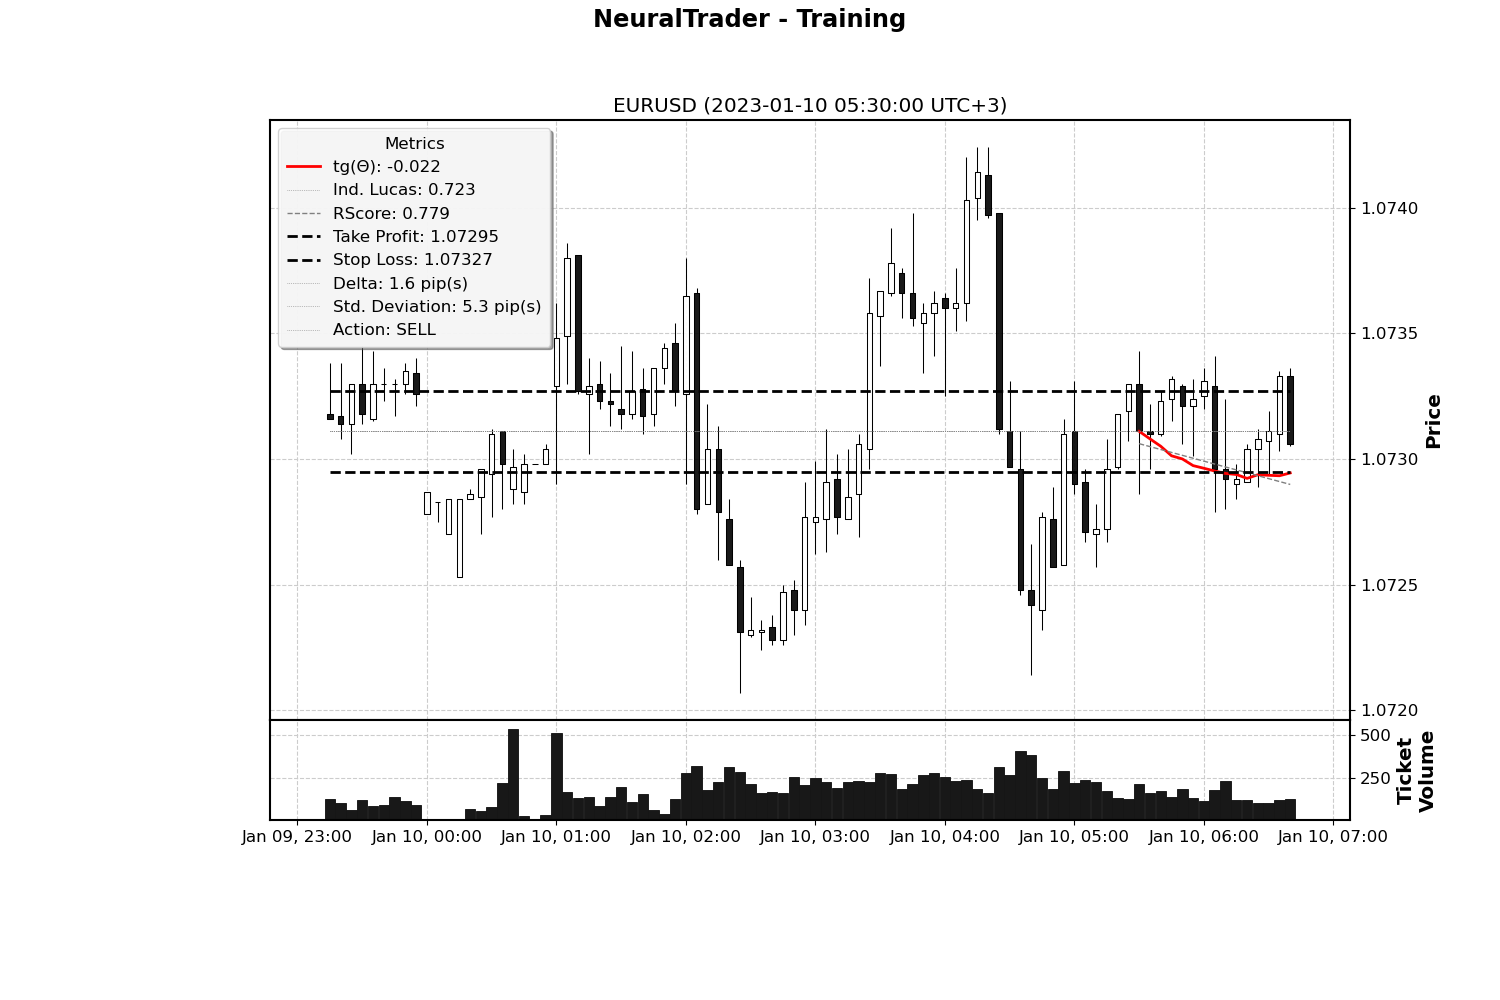 NeuralTrader - Training
EURUSD (2023-01-10 05:30:00 UTC+3)
Metrics
tg(Θ): -0.022
Ind. Lucas: 0.723
RScore: 0.779
Take Profit: 1.07295
Stop Loss: 1.07327
Delta: 1.6 pip(s)
Std. Deviation: 5.3 pip(s)
Action: SELL
1.0740
1.0735
1.0730
1.0725
1.0720
Price
500
250
Ticket
Volume
Jan 09, 23:00
Jan 10, 00:00
Jan 10, 01:00
Jan 10, 02:00
Jan 10, 03:00
Jan 10, 04:00
Jan 10, 05:00
Jan 10, 06:00
Jan 10, 07:00